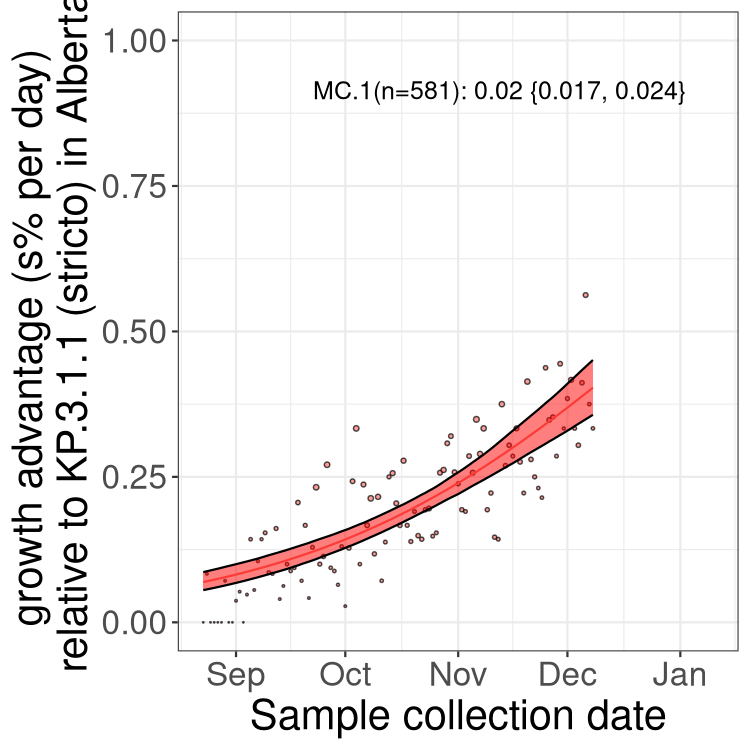 growth advantage (s% per day)
relative to KP.3.1.1 (stricto) in Alberta
1.00
0.75
0.50
0.25
0.00
MC.1(n=581): 0.02 {0.017, 0.024}
Sep Oct Nov Dec Jan
Sample collection date